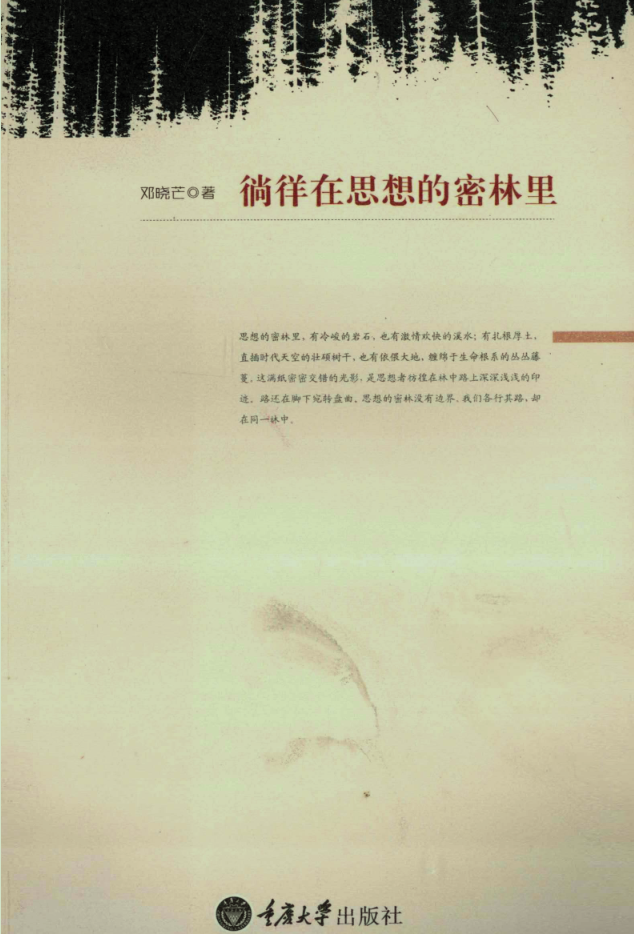 邓晓芒◎著 徜徉在思想的密林里
思想的密林里，有冷峻的岩石，也有激情欢快的溪水；有扎根厚土，
直插时代天空的壮硕树干，也有依偎大地，缠绵于生命根系的丛丛藤
蔓。这满纸密密交错的光影，是思想者彷徨在林中路上深深浅浅的印
迹。路还在脚下宛转盘曲。思想的密林没有边界。我们各行其路，却
在同一林中。
重庆大学出版社